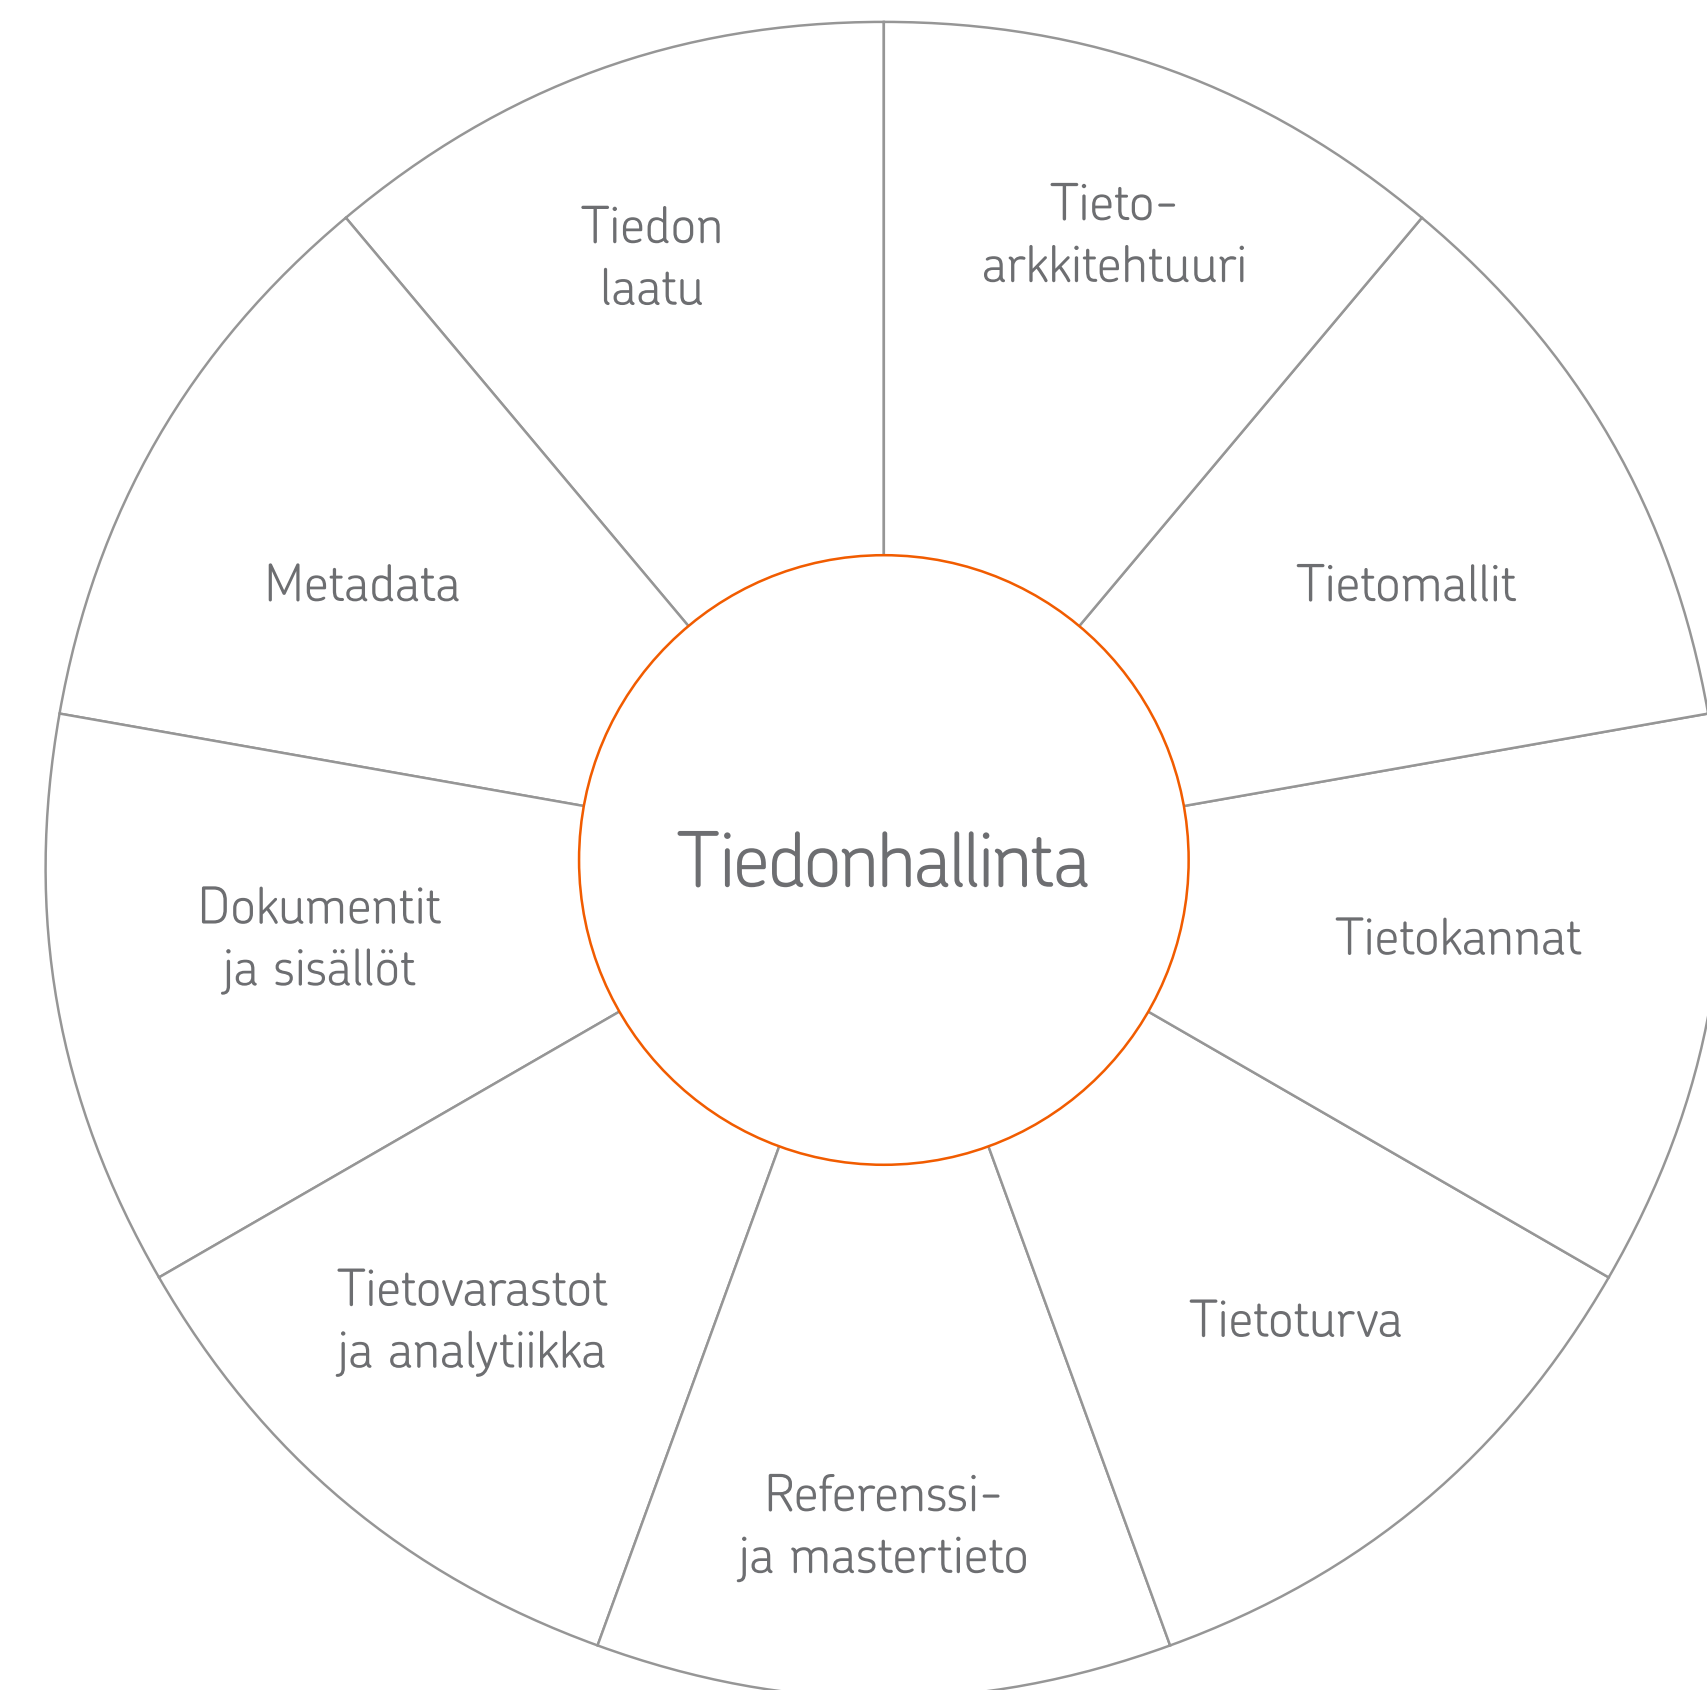 Tieto-
arkkitehtuuri
Tietomallit
Tietokannat
Tietoturva
Referenssi-
ja mastertieto
Tietovarastot
ja analytiikka
Dokumentit
ja sisällöt
Metadata
Tiedon
laatu
Tiedonhallinta